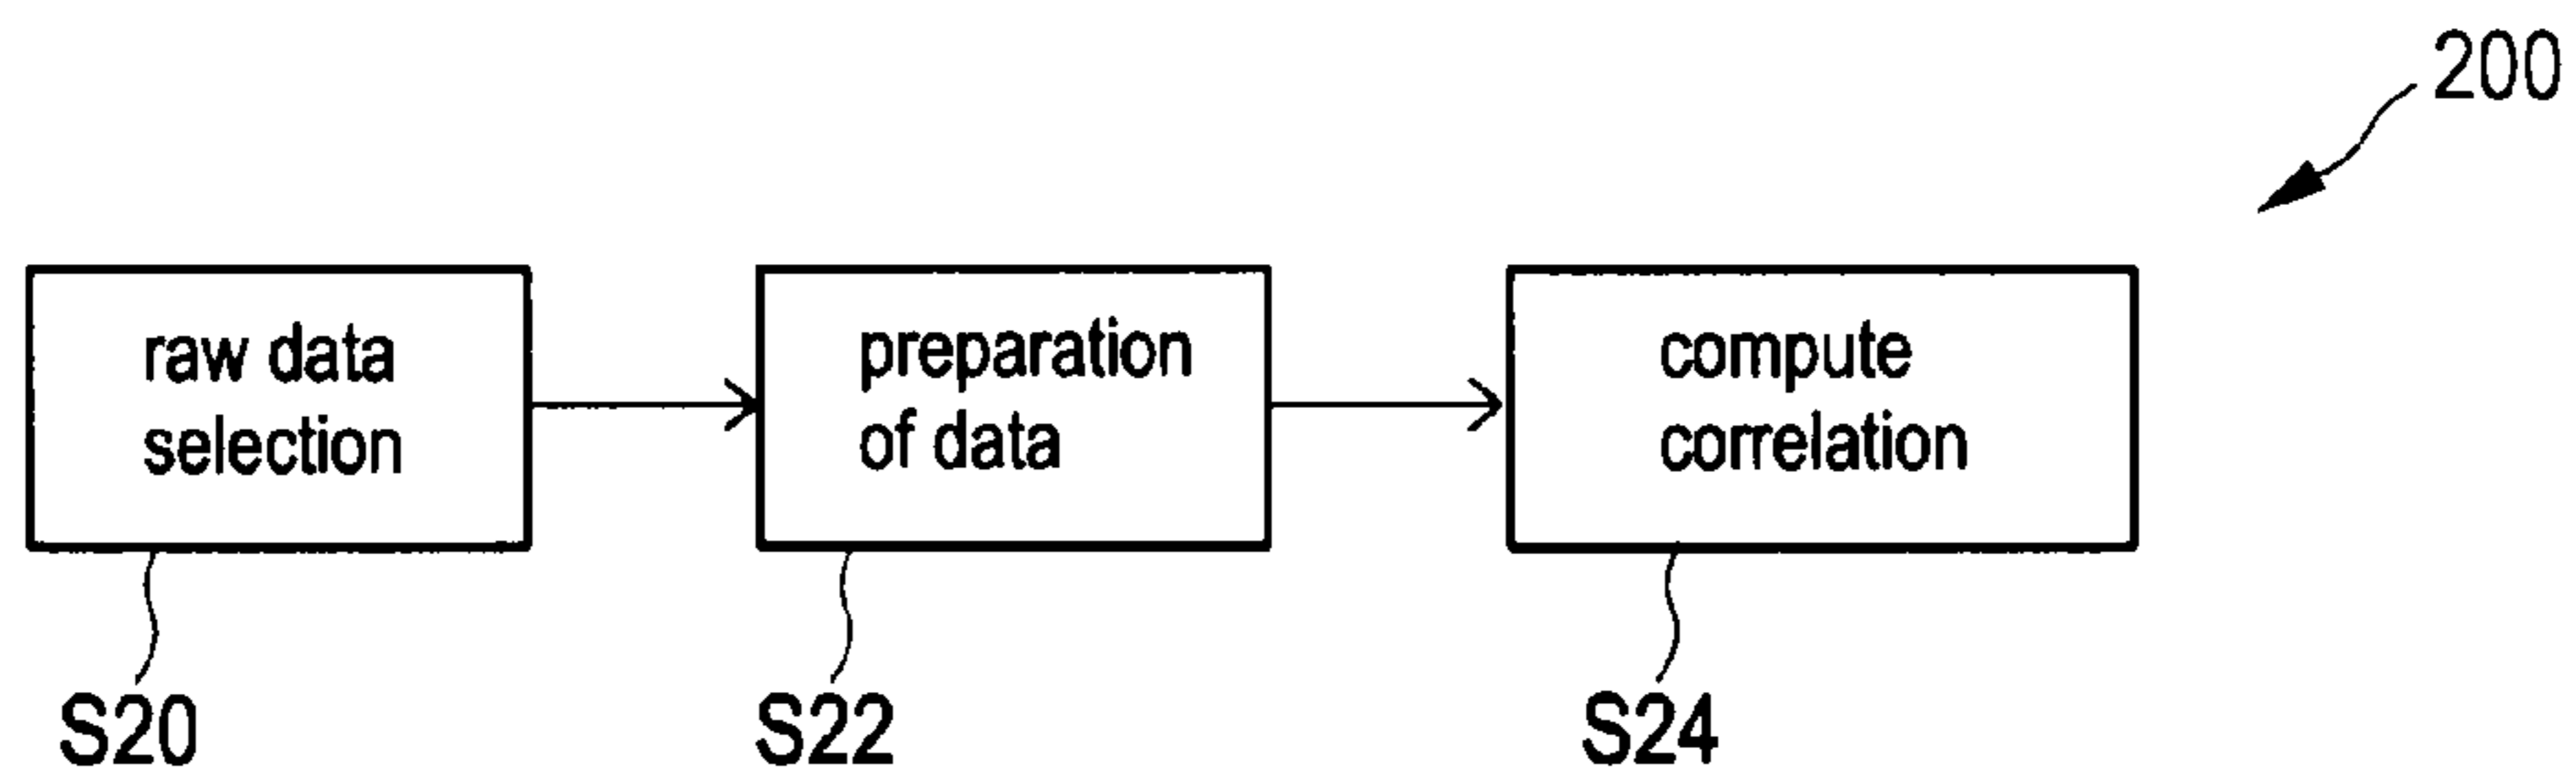 200
raw data
selection
preparation
of data
compute
correlation
S20
S22
S24